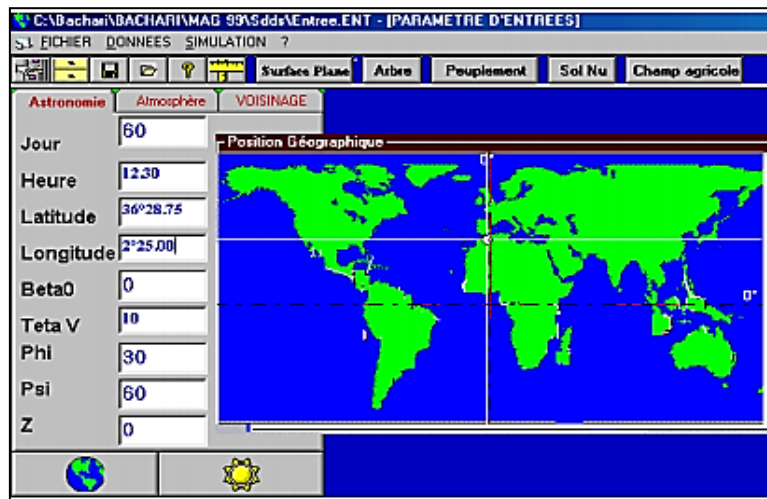 C:\Bachari\BACHARI\MAG 99\Sdds\Entree.ENT - [PARAMETRE D'ENTREES]
FICHIER DONNEES SIMULATION ?
? Surface Plane Arbre Peuplement Sol Nu Champ agricole
Astronomie Atmosphère VOISINAGE
Jour 60
Position Géographique
0°
Heure 12.30
Latitude 36°28.75
Longitude 2°25.00
Beta0 0
0°
Teta V 10
Phi 30
Psi 60
Z 0